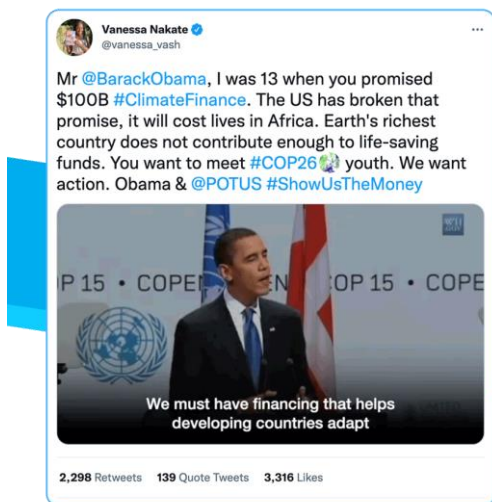 Vanessa Nakate
@vanessa_vash
Mr @BarackObama, I was 13 when you promised
$100B #ClimateFinance. The US has broken that
promise, it will cost lives in Africa. Earth's richest
country does not contribute enough to life-saving
funds. You want to meet #COP26 youth. We want
action. Obama & @POTUS #ShowUsTheMoney
P 15 • COPE EN OP 15 • COPE
We must have financing that helps
developing countries adapt
2,298 Retweets 139 Quote Tweets 3,316 Likes